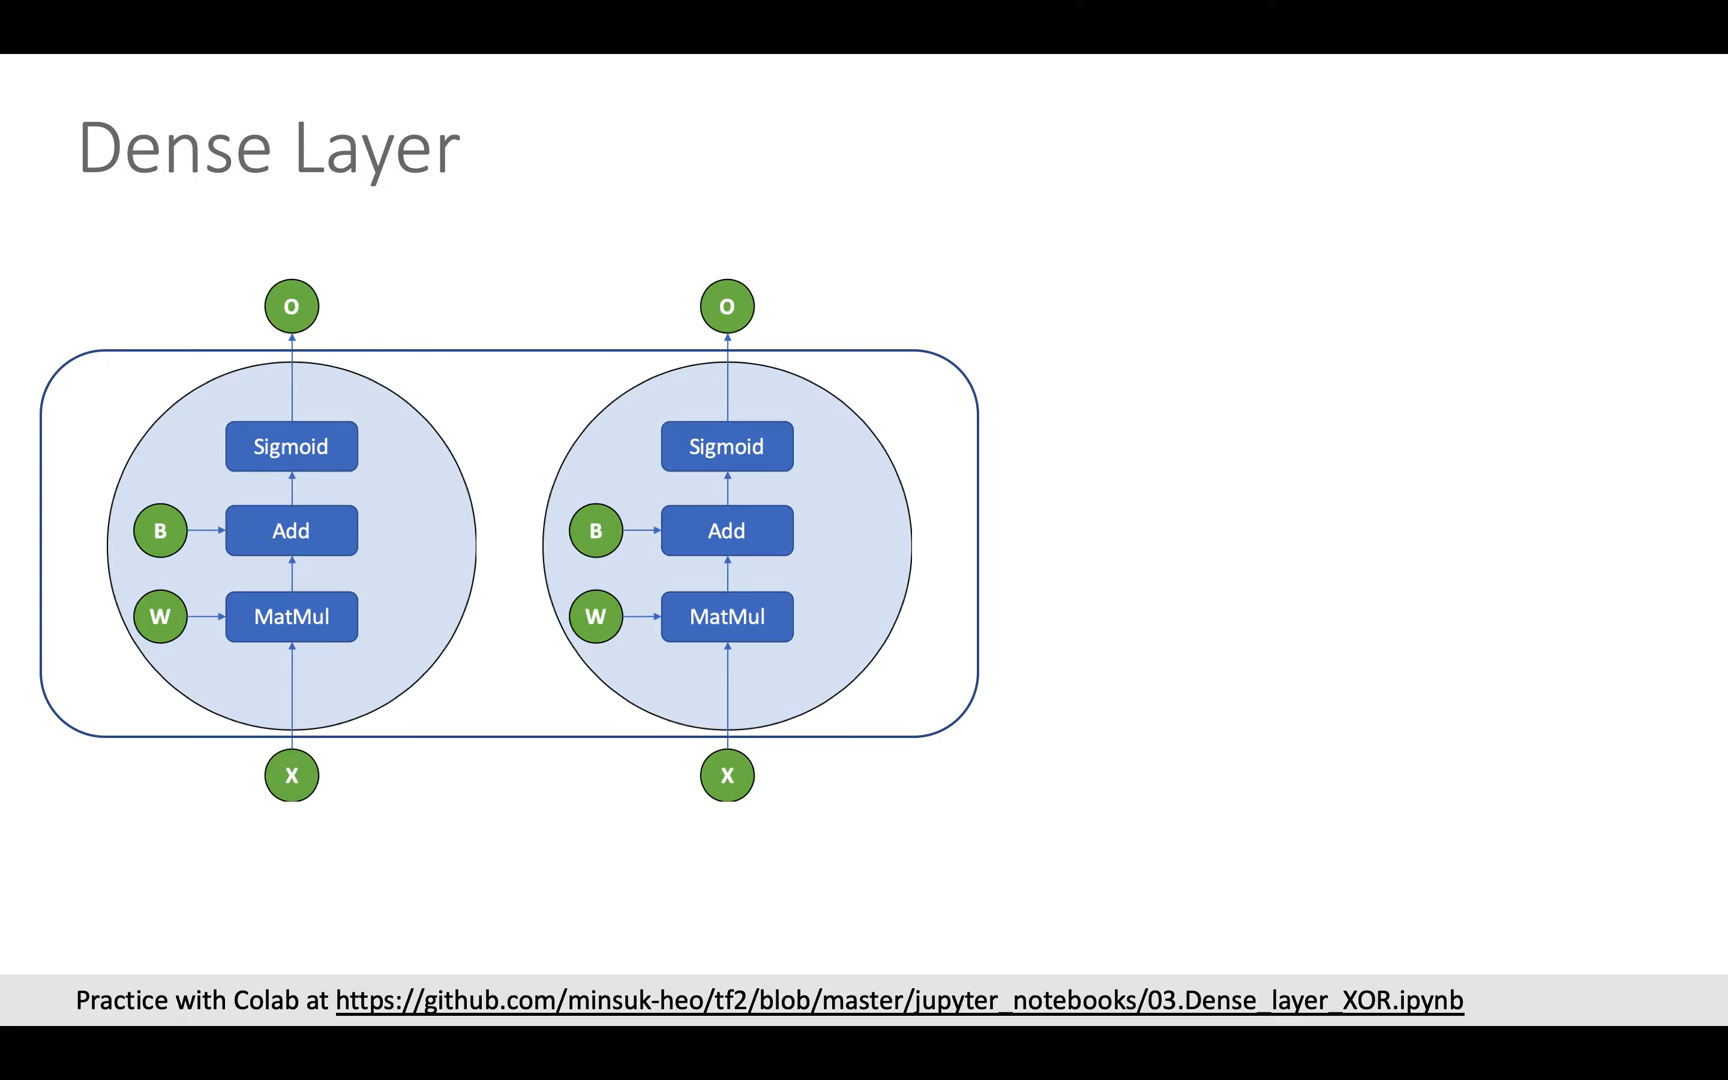 Dense Layer
O
O
Sigmoid
Sigmoid
B
Add
B
Add
W
MatMul
W
MatMul
X
X
Practice with Colab at https://github.com/minsuk-heo/tf2/blob/master/jupyter_notebooks/03.Dense_layer_XOR.ipynb